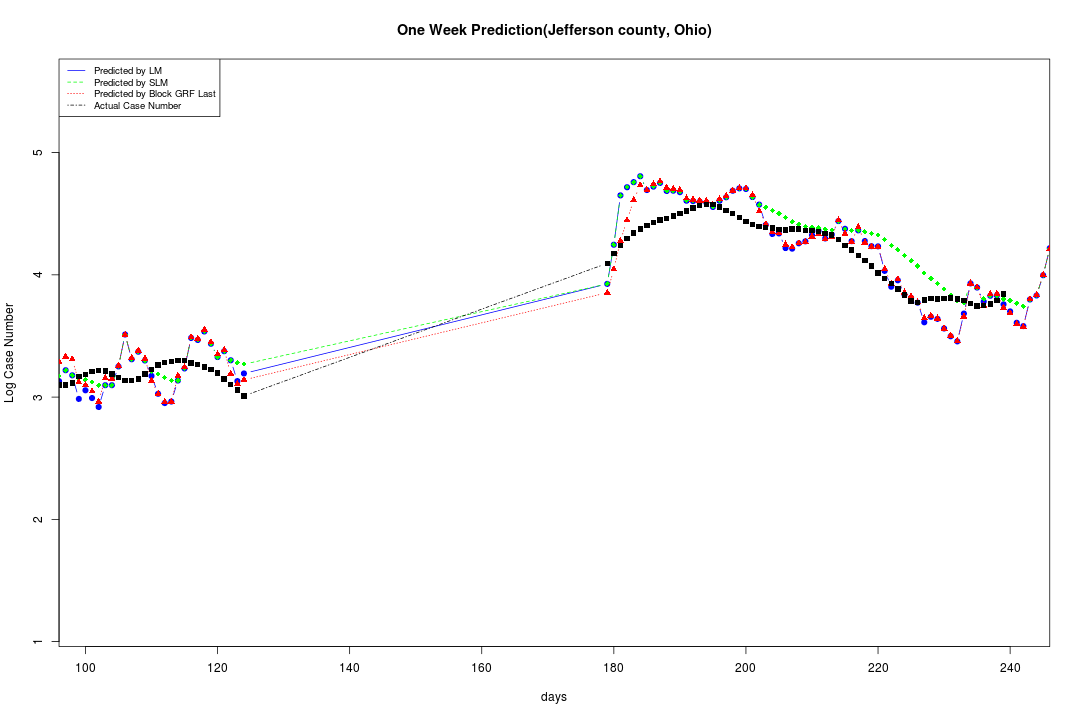 One Week Prediction(Jefferson county, Ohio)
Predicted by LM
Predicted by SLM
Predicted by Block GRF Last
Actual Case Number
Log Case Number
5
4
3
2
1
100 120 140 160 180 200 220 240
days